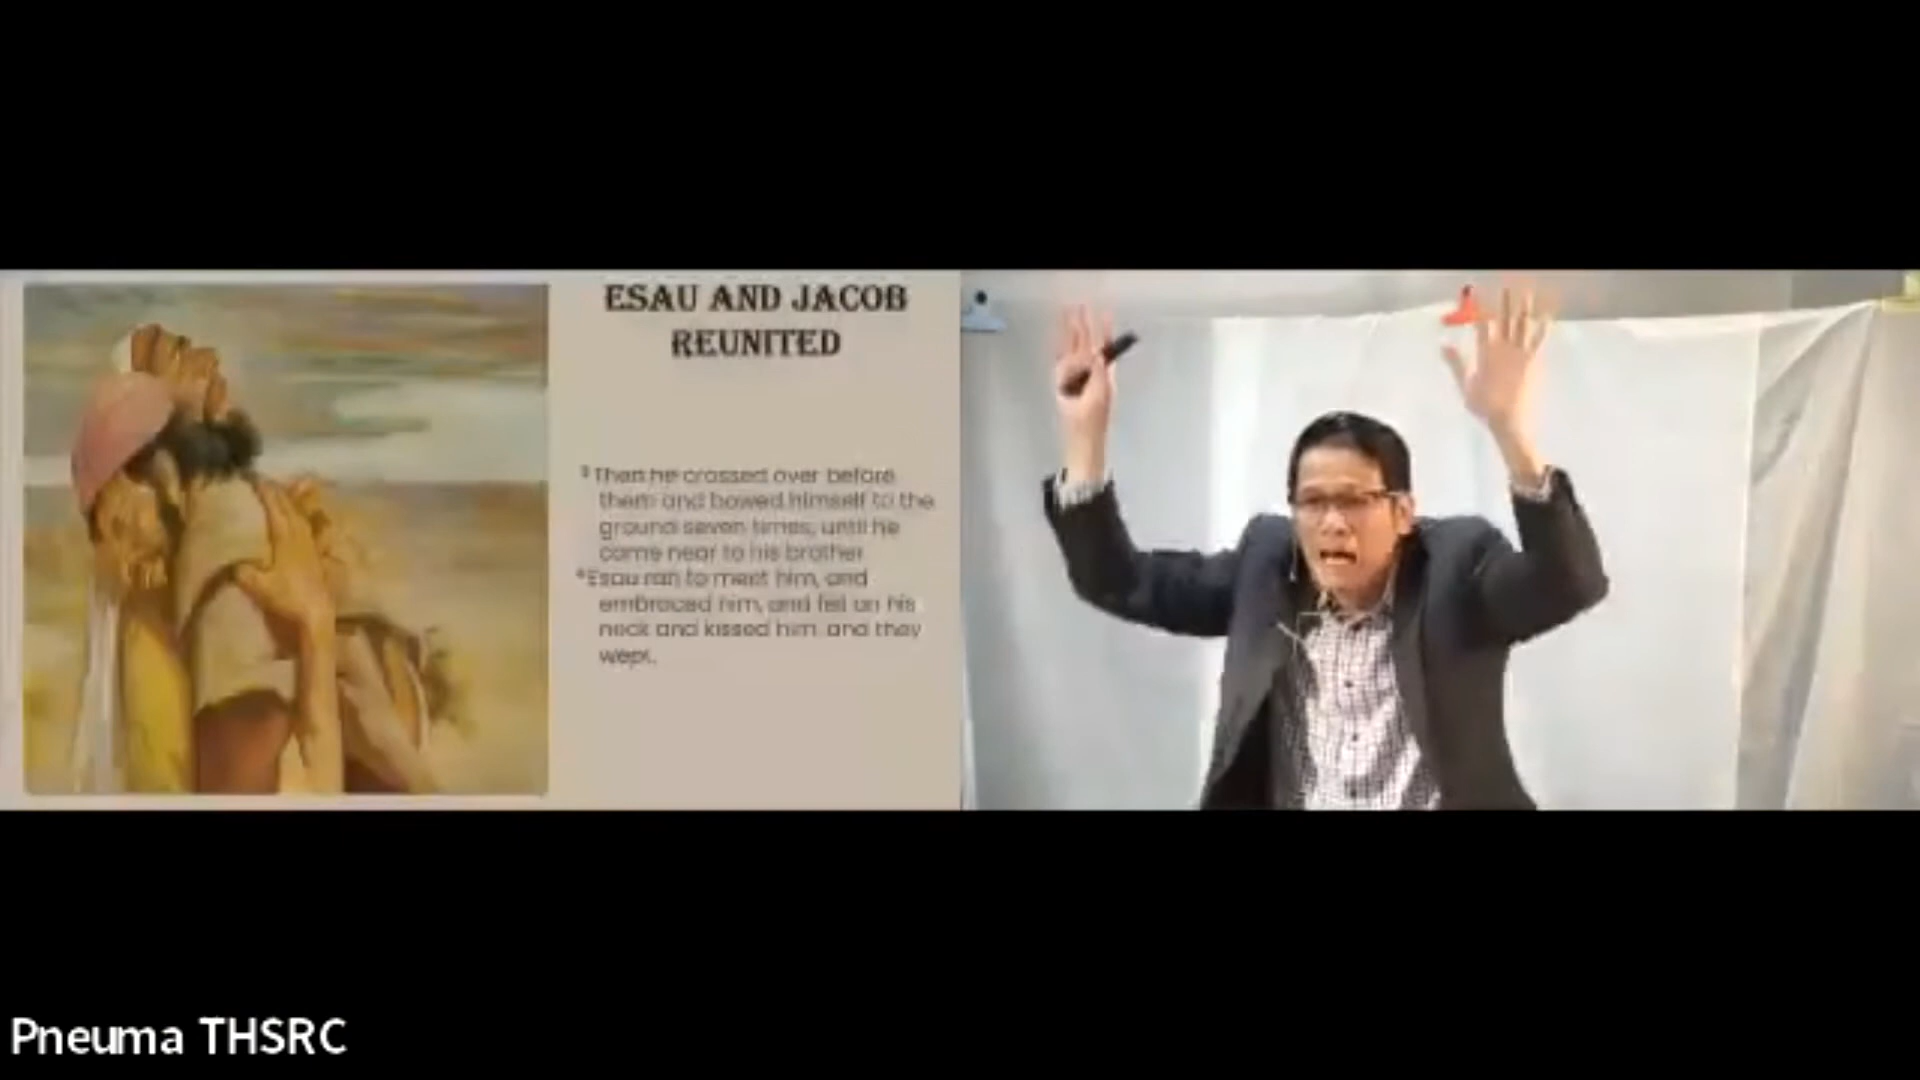 ESAU AND JACOB
REUNITED
3 Then he crossed over before
them and bowed himself to the
ground seven times, until he
came near to his brother
4 Esau ran to meet him, and
embraced him, and fell on his
neck and kissed him, and they
wept.
Pneuma THSRC